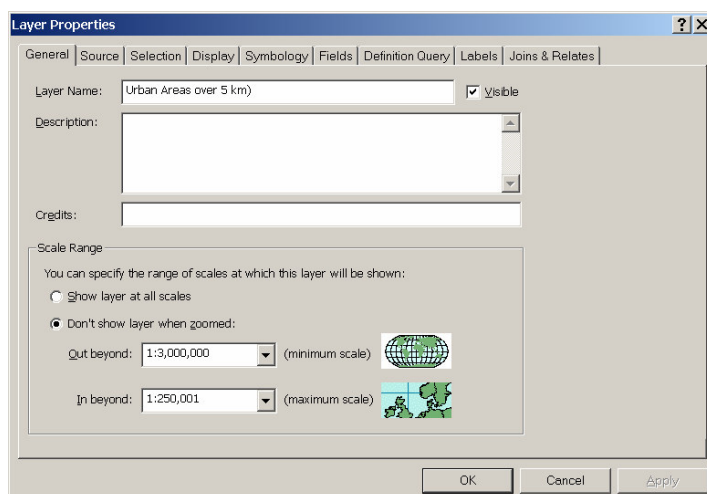 Layer Properties
General Source Selection Display Symbology Fields Definition Query Labels Joins & Relates
Layer Name: Urban Areas over 5 km) Visible
Description:
Credits:
Scale Range
You can specify the range of scales at which this layer will be shown:
Show layer at all scales
Don't show layer when zoomed:
Out beyond: 1:3,000,000 (minimum scale)
In beyond: 1:250,001 (maximum scale)
OK Cancel Apply